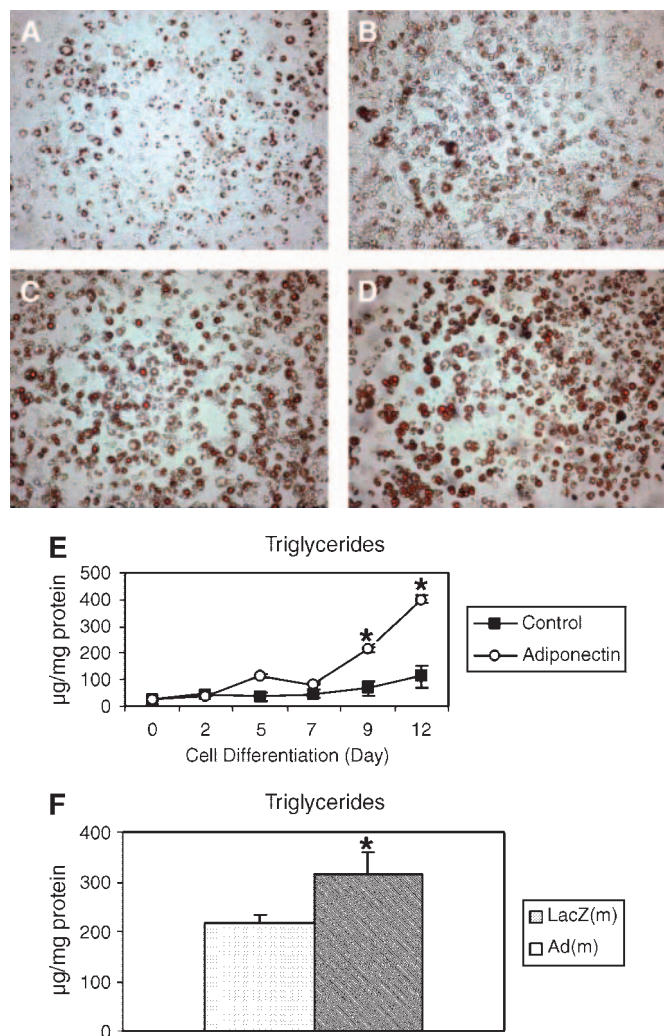 A
B
C
D
E
Triglycerides
µg/mg protein
500
400
300
200
100
0
*
*
0 2 5 7 9 12
Cell Differentiation (Day)
Control
Adiponectin
F
Triglycerides
µg/mg protein
400
300
200
100
0
*
LacZ(m)
Ad(m)